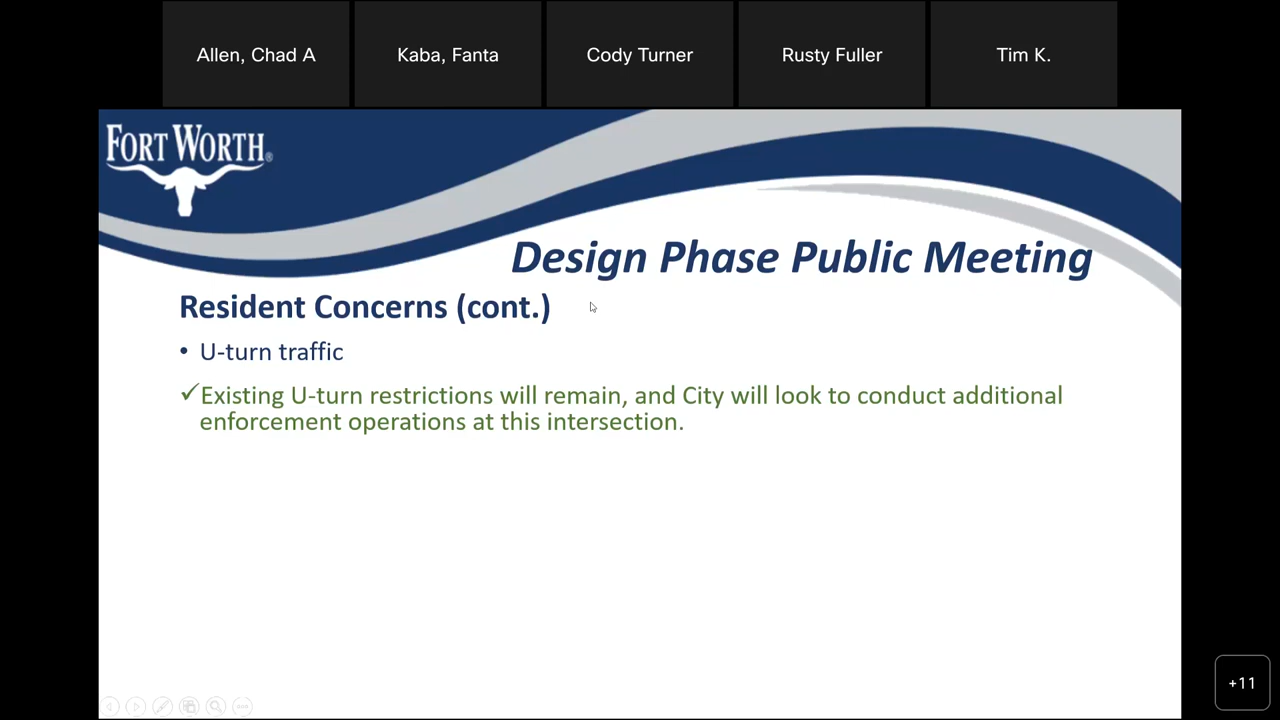 Allen, Chad A
Kaba, Fanta
Cody Turner
Rusty Fuller
Tim K.
FORT WORTH®
Design Phase Public Meeting
Resident Concerns (cont.)
• U-turn traffic
✓Existing U-turn restrictions will remain, and City will look to conduct additional
enforcement operations at this intersection.
+11